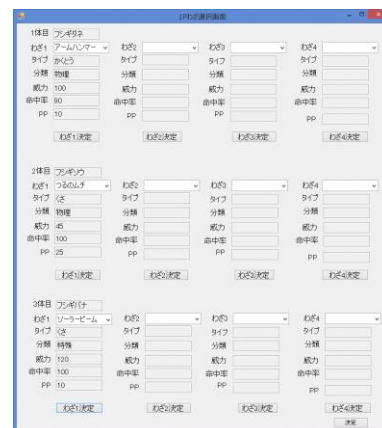 1Pわざ選択画面
1体目 フシギダネ
わざ1 アームハンマー わざ2 わざ3 わざ4
タイプ かくとう タイプ タイプ タイプ
分類 物理 分類 分類 分類
威力 100 威力 威力 威力
命中率 90 命中率 命中率 命中率
PP 10 PP PP PP
わざ1決定 わざ2決定 わざ3決定 わざ4決定
2体目 フシギソウ
わざ1 つるのムチ わざ2 わざ3 わざ4
タイプ くさ タイプ タイプ タイプ
分類 物理 分類 分類 分類
威力 45 威力 威力 威力
命中率 100 命中率 命中率 命中率
PP 25 PP PP PP
わざ1決定 わざ2決定 わざ3決定 わざ4決定
3体目 フシギバナ
わざ1 ソーラービーム わざ2 わざ3 わざ4
タイプ くさ タイプ タイプ タイプ
分類 特殊 分類 分類 分類
威力 120 威力 威力 威力
命中率 100 命中率 命中率 命中率
PP 10 PP PP PP
わざ1決定 わざ2決定 わざ3決定 わざ4決定
決定